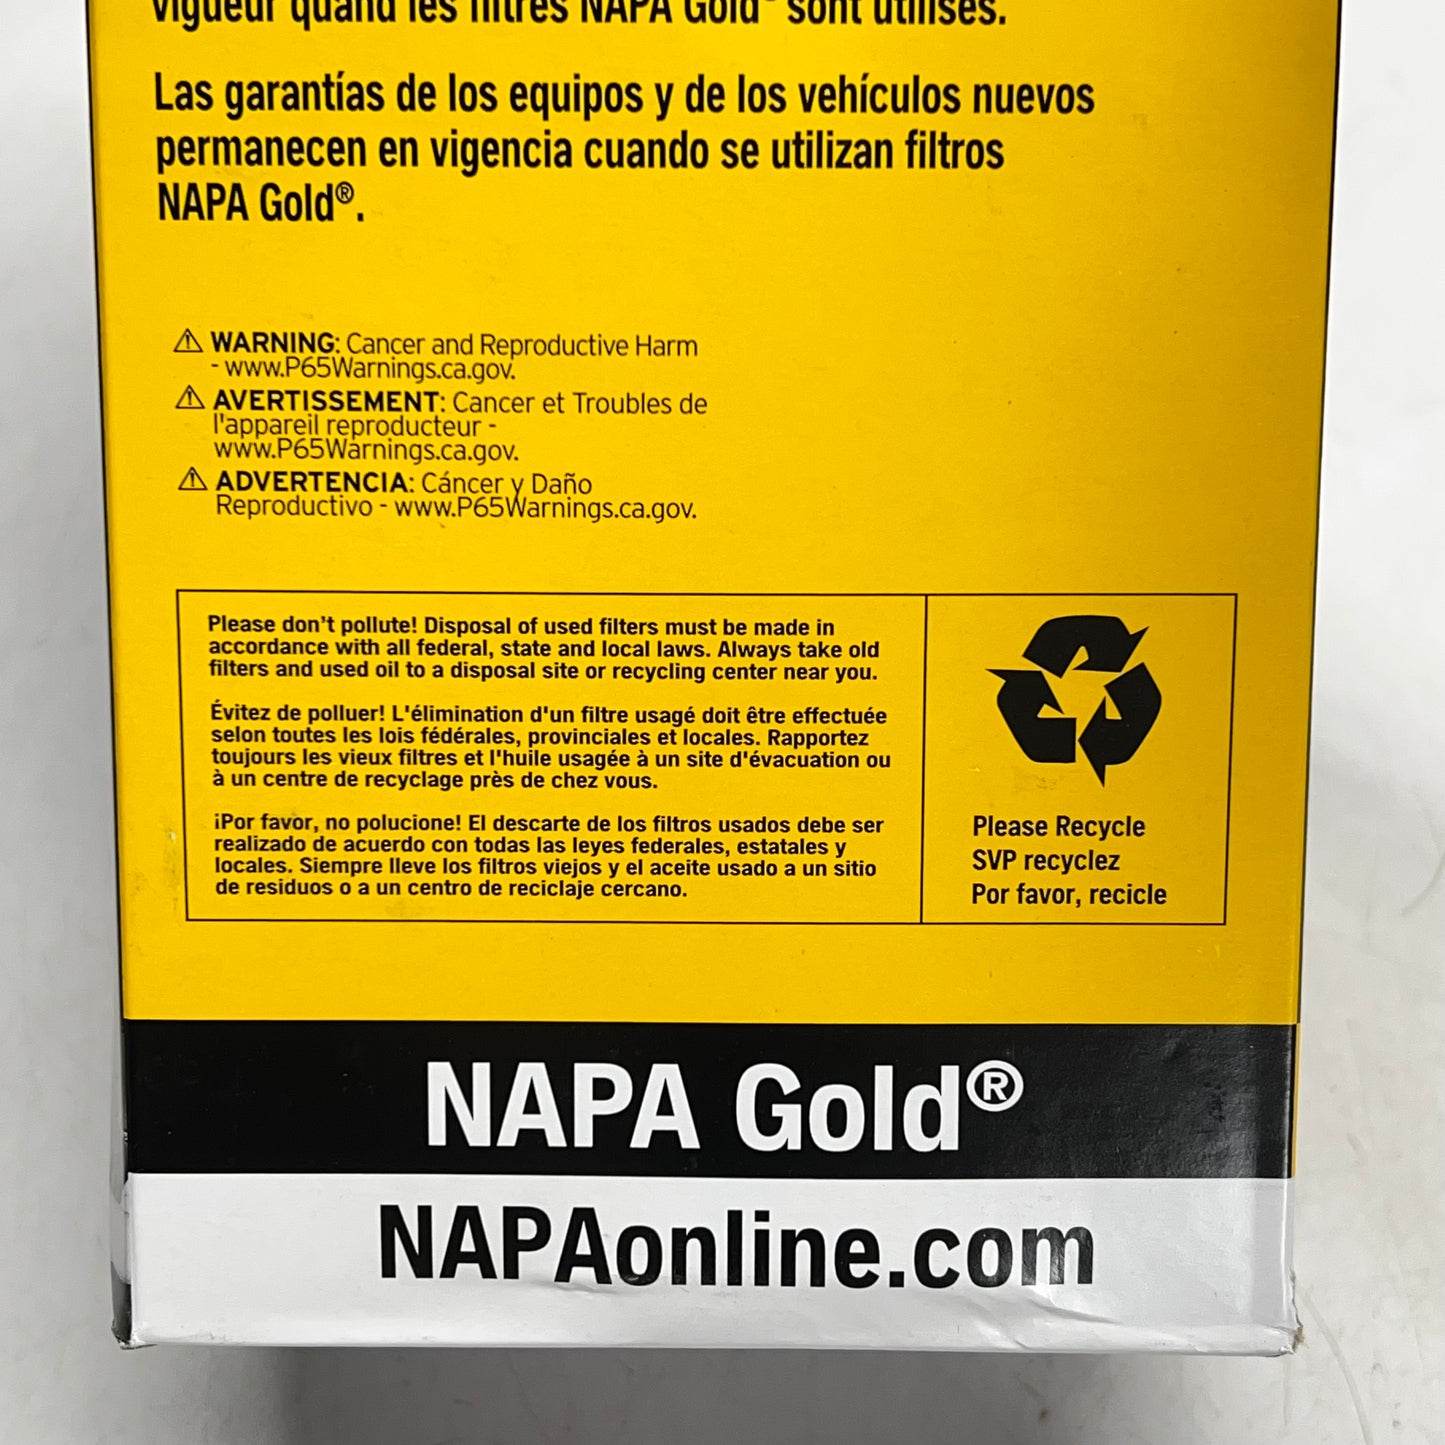 vigueur quand les filtres NAPA Gold® sont utilisés.
Las garantías de los equipos y de los vehículos nuevos
permanecen en vigencia cuando se utilizan filtros
NAPA Gold®.
⚠ WARNING: Cancer and Reproductive Harm
- www.P65Warnings.ca.gov.
⚠ AVERTISSEMENT: Cancer et Troubles de
l'appareil reproducteur -
www.P65Warnings.ca.gov.
⚠ ADVERTENCIA: Cáncer y Daño
Reproductivo - www.P65Warnings.ca.gov.
Please don't pollute! Disposal of used filters must be made in
accordance with all federal, state and local laws. Always take old
filters and used oil to a disposal site or recycling center near you.
Évitez de polluer! L'élimination d'un filtre usagé doit être effectuée
selon toutes les lois fédérales, provinciales et locales. Rapportez
toujours les vieux filtres et l'huile usagée à un site d'évacuation ou
à un centre de recyclage près de chez vous.
¡Por favor, no polucione! El descarte de los filtros usados debe ser
realizado de acuerdo con todas las leyes federales, estatales y
locales. Siempre lleve los filtros viejos y el aceite usado a un sitio
de residuos o a un centro de reciclaje cercano.
Please Recycle
SVP recyclez
Por favor, recicle
NAPA Gold®
NAPAonline.com